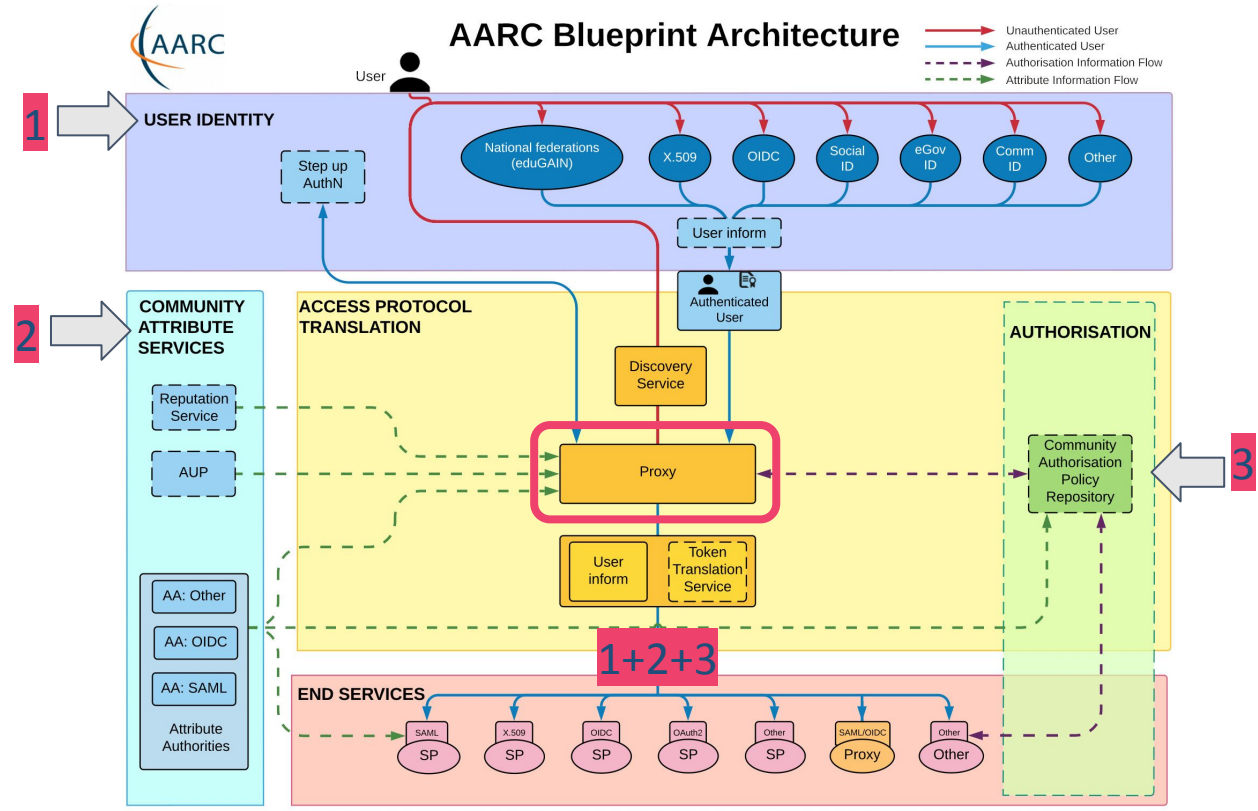 AARC
AARC Blueprint Architecture
Unauthenticated User
Authenticated User
Authorisation Information Flow
Attribute Information Flow
User
1
USER IDENTITY
Step up
AuthN
National federations
(eduGAIN)
X.509
OIDC
Social
ID
eGov
ID
Comm
ID
Other
User inform
Authenticated
User
2
COMMUNITY
ATTRIBUTE
SERVICES
ACCESS PROTOCOL
TRANSLATION
AUTHORISATION
Discovery
Service
Reputation
Service
AUP
Proxy
Community
Authorisation
Policy
Repository
3
User
inform
Token
Translation
Service
AA: Other
AA: OIDC
AA: SAML
Attribute
Authorities
1+2+3
END SERVICES
SAML
SP
X.509
SP
OIDC
SP
OAuth2
SP
Other
SP
SAML/OIDC
Proxy
Other
Other